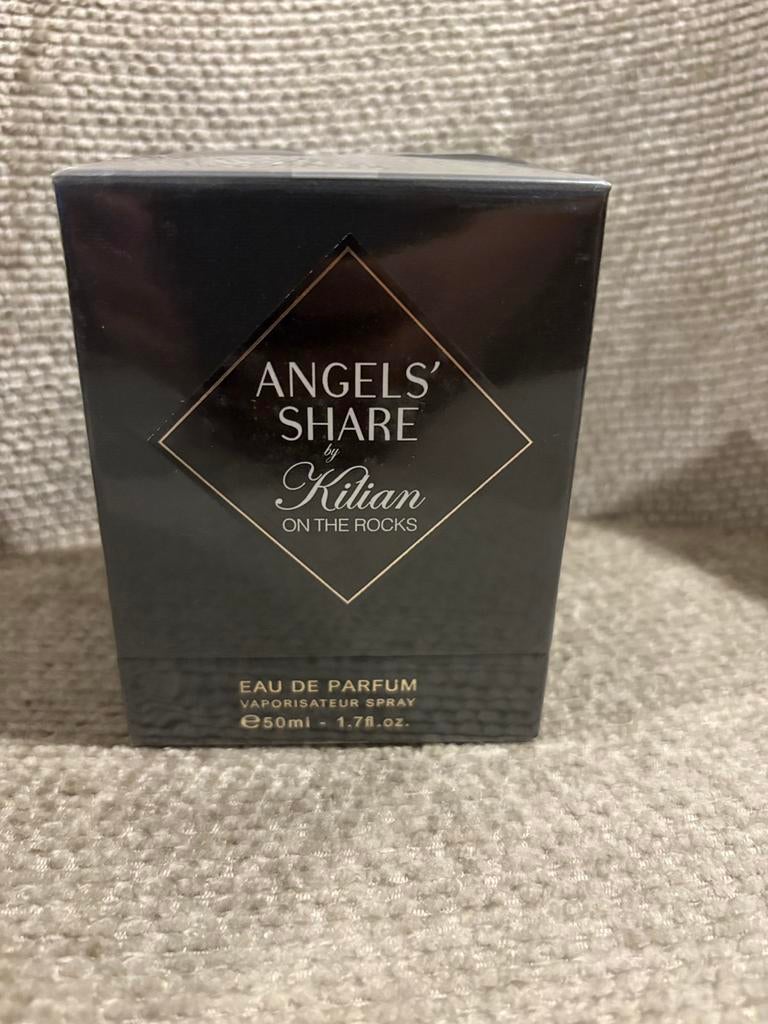 ANGELS'
SHARE
by
Kilian
ON THE ROCKS
EAU DE PARFUM
VAPORISATEUR SPRAY
℮50ml - 1.7fl.oz.